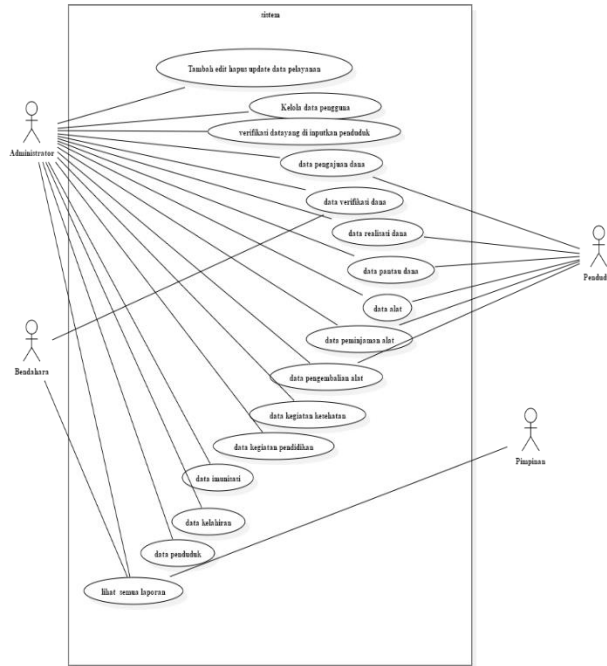 sistem
Tambah edit hapus update data pelayanan
Kelola data pengguna
verifikasi datayang di inputkan penduduk
Administrator
data pengajuan dana
data verifikasi dana
data realisasi dana
data pantau dana
Penduduk
data alat
data peminjaman alat
Bendahara
data pengembalian alat
data kegiatan kesehatan
data kegiatan pendidikan
Pimpinan
data imunisasi
data kelahiran
data penduduk
lihat semua laporan